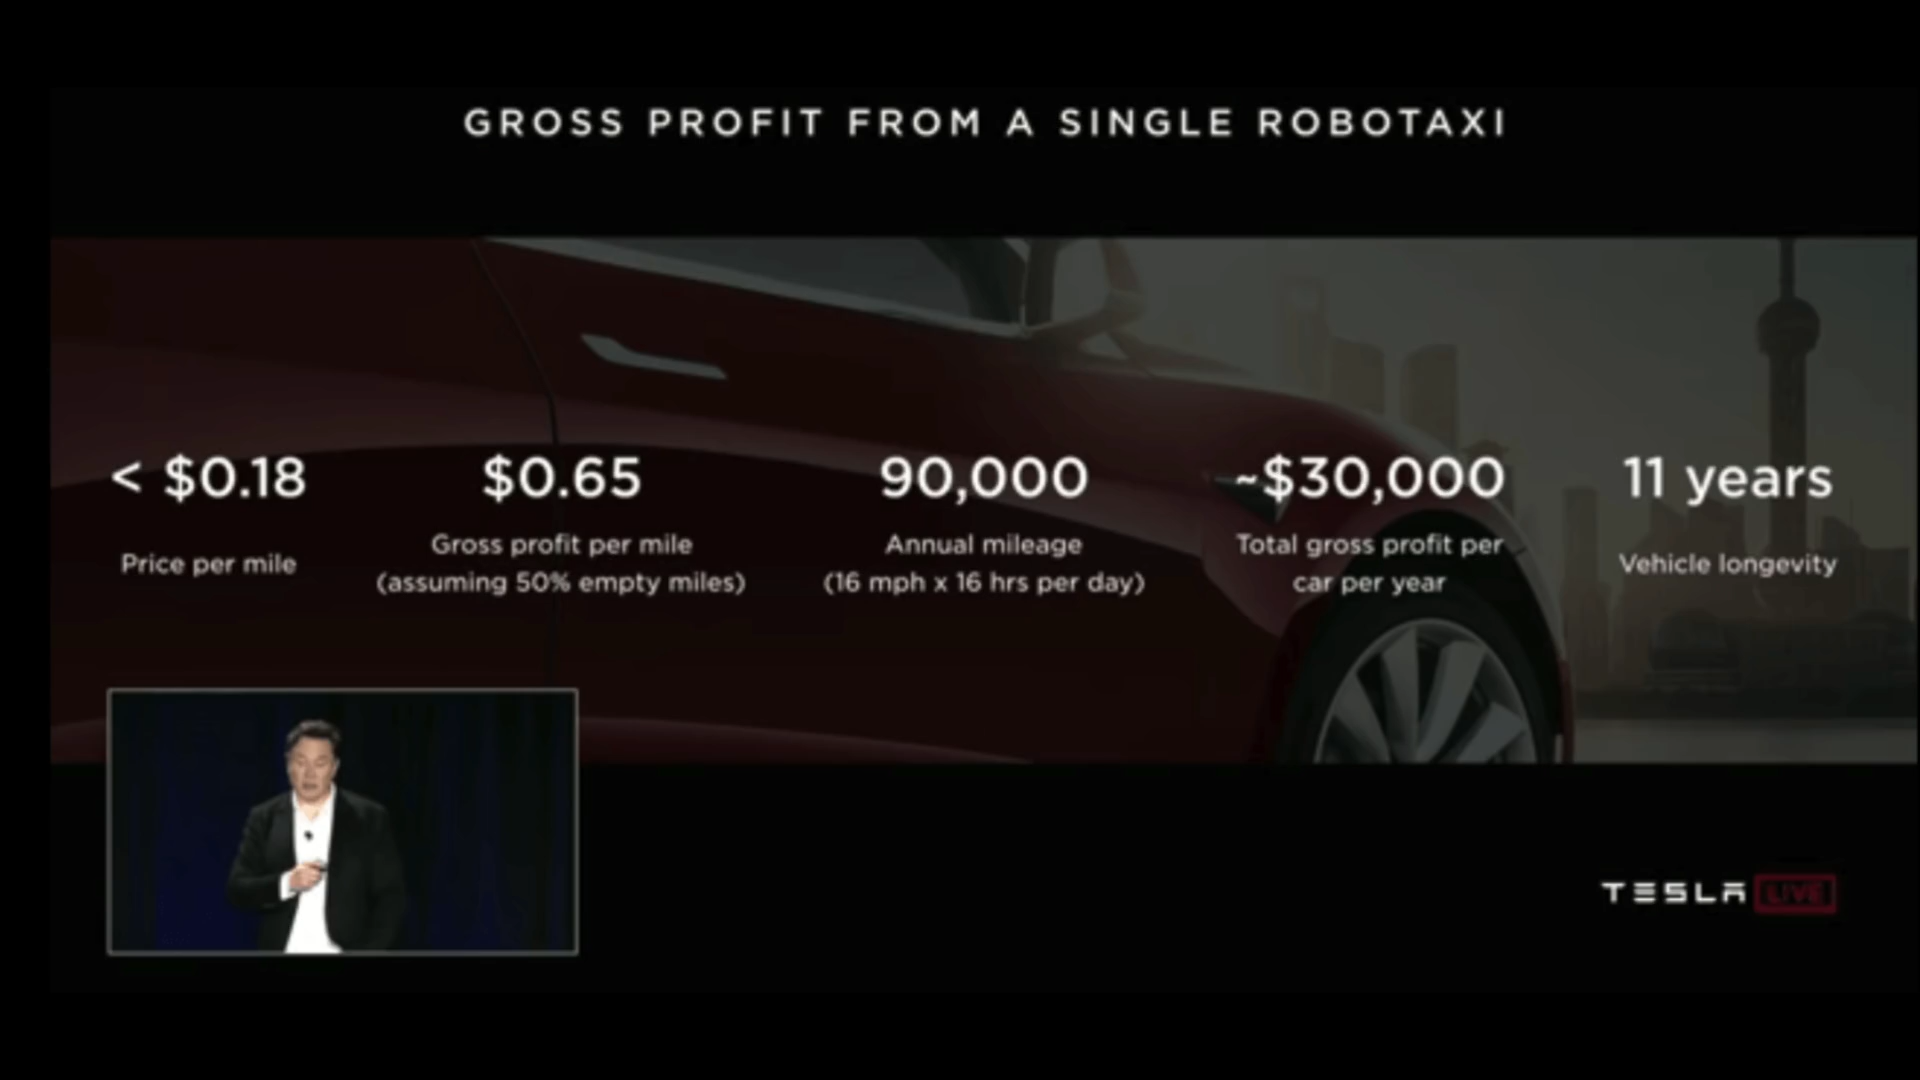 GROSS PROFIT FROM A SINGLE ROBOTAXI
< $0.18
Price per mile
$0.65
Gross profit per mile
(assuming 50% empty miles)
90,000
Annual mileage
(16 mph x 16 hrs per day)
~$30,000
Total gross profit per
car per year
11 years
Vehicle longevity
TESLA LIVE